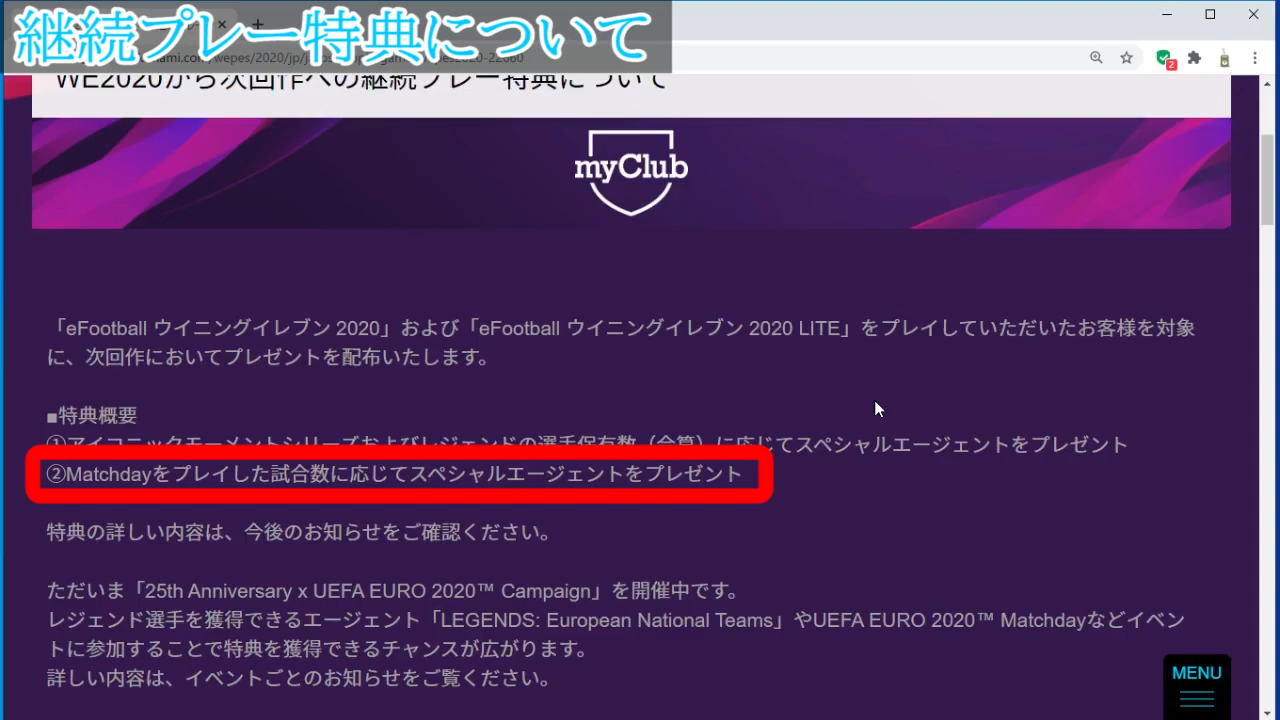 継続プレー特典について
WE2020から次回作への継続プレー特典について
myClub
「eFootball ウイニングイレブン 2020」および「eFootball ウイニングイレブン 2020 LITE」をプレイしていただいたお客様を対象
に、次回作においてプレゼントを配布いたします。
■特典概要
①アイコニックモーメントシリーズおよびレジェンドの選手保有数（合算）に応じてスペシャルエージェントをプレゼント
②Matchdayをプレイした試合数に応じてスペシャルエージェントをプレゼント
特典の詳しい内容は、今後のお知らせをご確認ください。
ただいま「25th Anniversary x UEFA EURO 2020™ Campaign」を開催中です。
レジェンド選手を獲得できるエージェント「LEGENDS: European National Teams」やUEFA EURO 2020™ Matchdayなどイベン
トに参加することで特典を獲得できるチャンスが広がります。
詳しい内容は、イベントごとのお知らせをご覧ください。
MENU
2